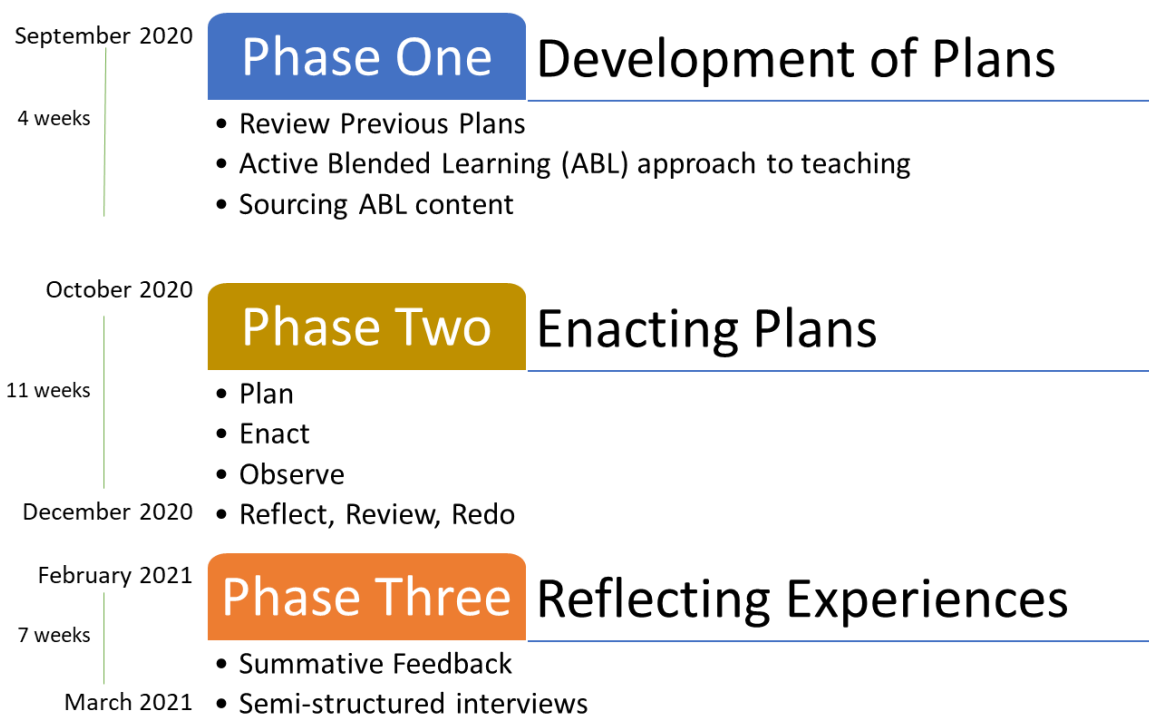 September 2020
Phase One
Development of Plans
4 weeks
• Review Previous Plans
• Active Blended Learning (ABL) approach to teaching
• Sourcing ABL content
October 2020
Phase Two
Enacting Plans
11 weeks
• Plan
• Enact
• Observe
December 2020
• Reflect, Review, Redo
February 2021
Phase Three
Reflecting Experiences
7 weeks
• Summative Feedback
March 2021
• Semi-structured interviews